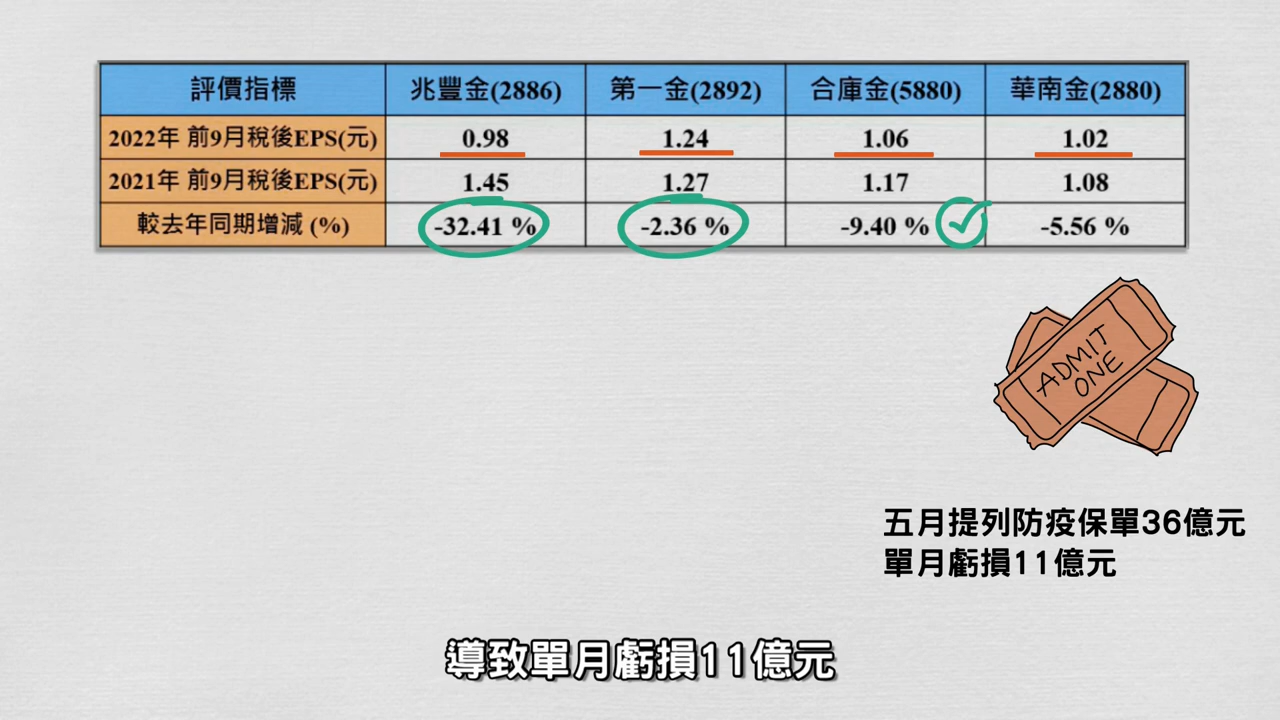 評價指標 兆豐金(2886) 第一金(2892) 合庫金(5880) 華南金(2880)
2022年 前9月稅後EPS(元) 0.98 1.24 1.06 1.02
2021年 前9月稅後EPS(元) 1.45 1.27 1.17 1.08
較去年同期增減 (%) -32.41 % -2.36 % -9.40 % -5.56 %
ADMIT
ONE
五月提列防疫保單36億元
單月虧損11億元
導致單月虧損11億元